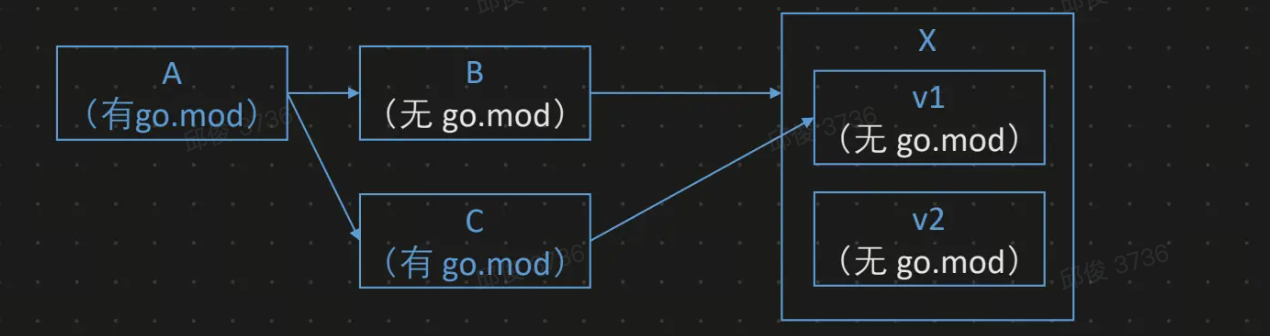 A
（有go.mod）
B
（无 go.mod）
X
v1
（无 go.mod）
C
（有 go.mod）
v2
（无 go.mod）
邱俊 3736
邱俊 3736
邱俊 3736
邱俊 3736